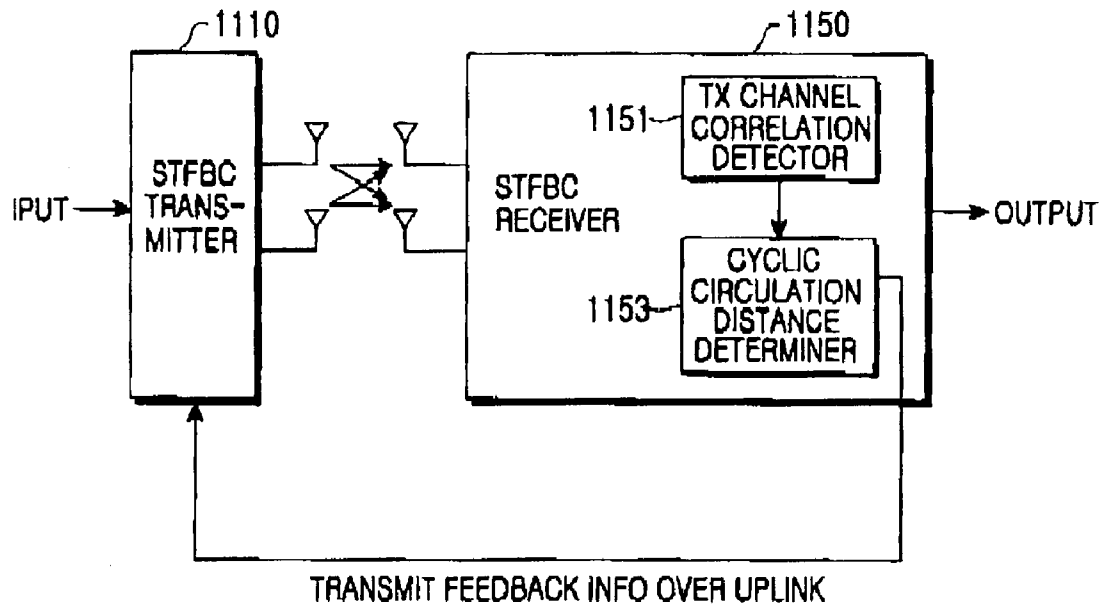 1110
1150
STFBC
TRANS-
MITTER
IPUT
STFBC
RECEIVER
1151
TX CHANNEL
CORRELATION
DETECTOR
1153
CYCLIC
CIRCULATION
DISTANCE
DETERMINER
OUTPUT
TRANSMIT FEEDBACK INFO OVER UPLINK